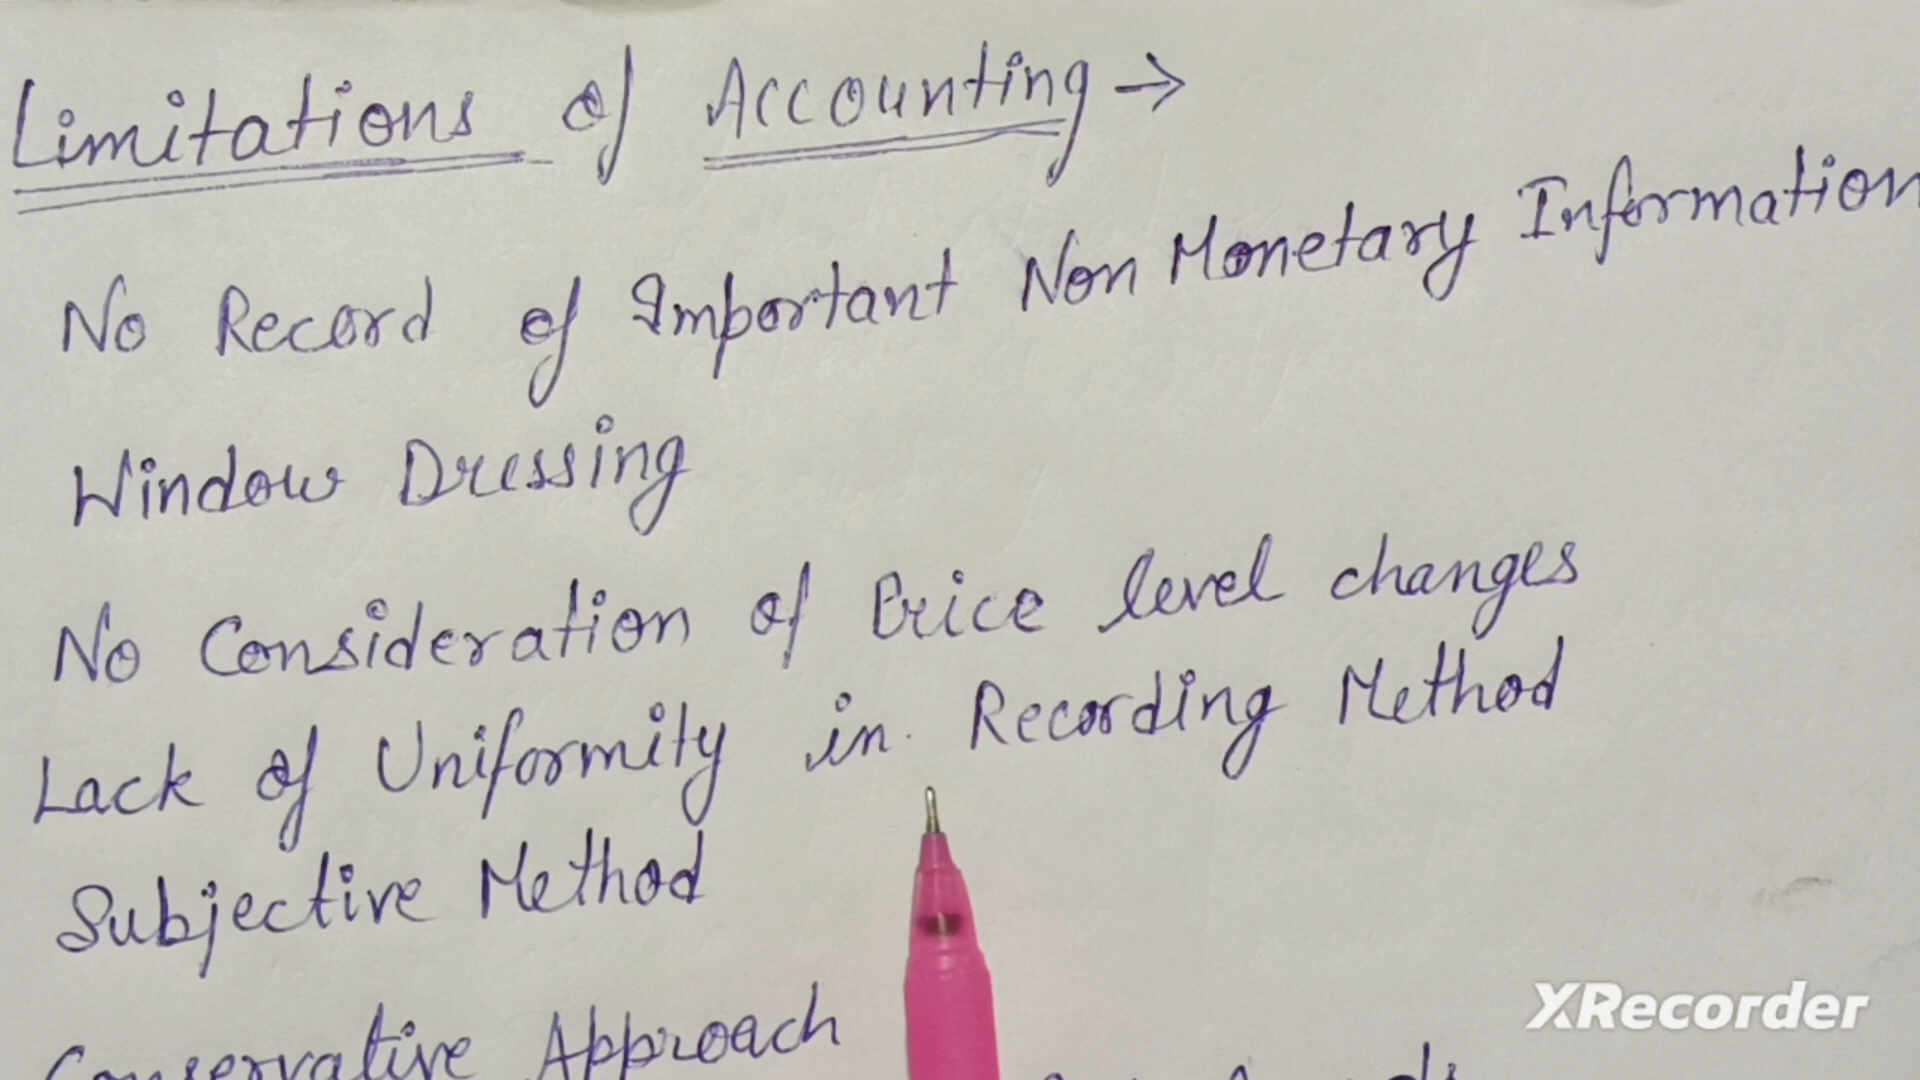 Limitations of Accounting →
No Record of Important Non Monetary Information
Window Dressing
No Consideration of Price level changes
Lack of Uniformity in Recording Method
Subjective Method
Conservative Approach
XRecorder